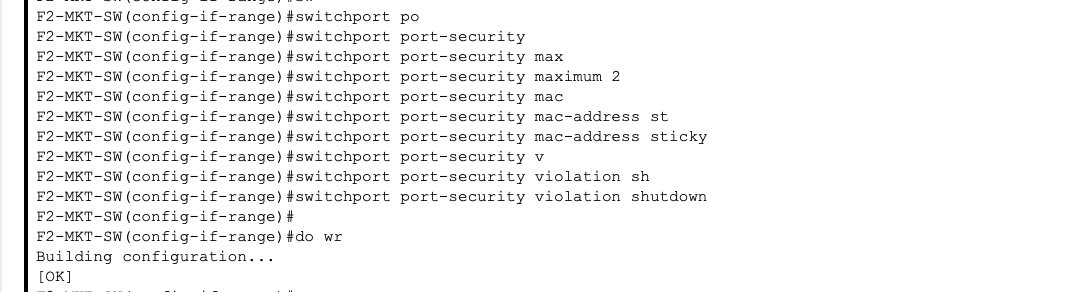 F2-MKT-SW(config-if-range)#switchport po
F2-MKT-SW(config-if-range)#switchport port-security
F2-MKT-SW(config-if-range)#switchport port-security max
F2-MKT-SW(config-if-range)#switchport port-security maximum 2
F2-MKT-SW(config-if-range)#switchport port-security mac
F2-MKT-SW(config-if-range)#switchport port-security mac-address st
F2-MKT-SW(config-if-range)#switchport port-security mac-address sticky
F2-MKT-SW(config-if-range)#switchport port-security v
F2-MKT-SW(config-if-range)#switchport port-security violation sh
F2-MKT-SW(config-if-range)#switchport port-security violation shutdown
F2-MKT-SW(config-if-range)#
F2-MKT-SW(config-if-range)#do wr
Building configuration...
[OK]